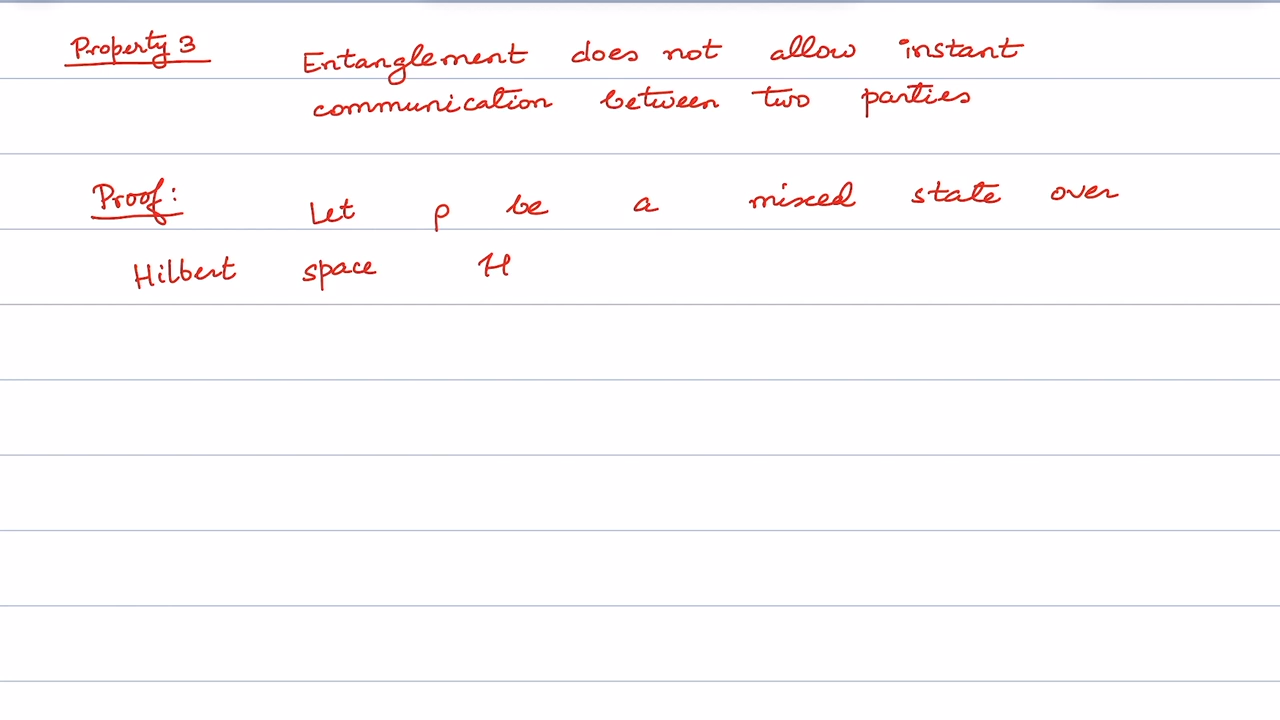 Property 3 Entanglement does not allow instant
communication between two parties
Proof: Let ρ be a mixed state over
Hilbert space H